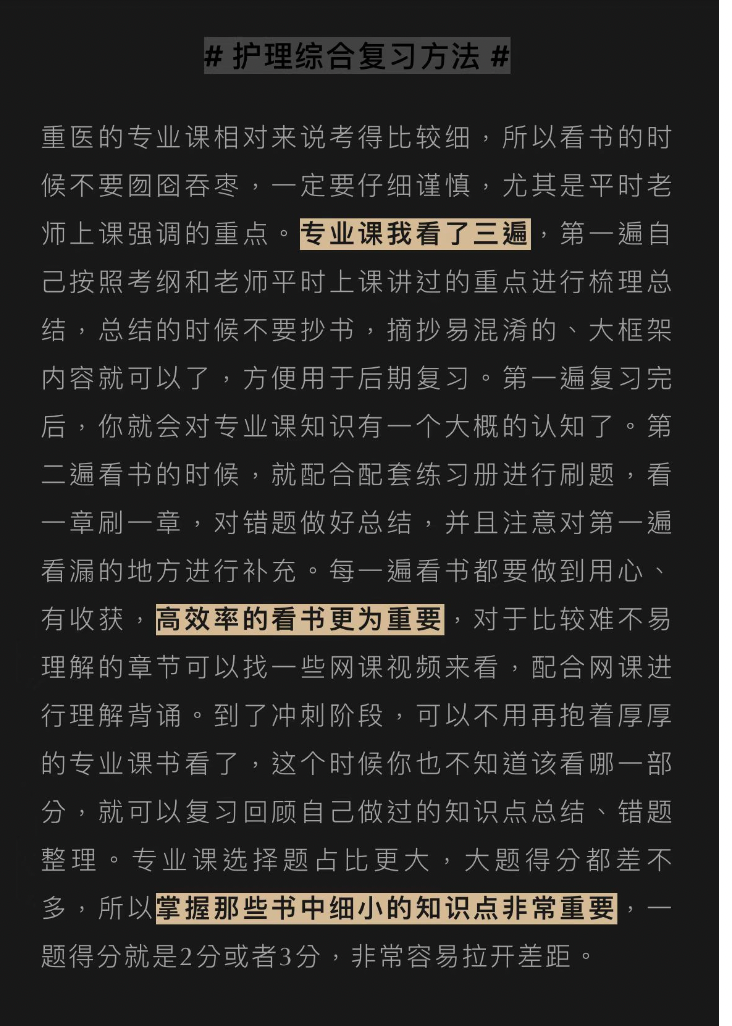 # 护理综合复习方法 #
重医的专业课相对来说考得比较细，所以看书的时
候不要囫囵吞枣，一定要仔细谨慎，尤其是平时老
师上课强调的重点。专业课我看了三遍，第一遍自
己按照考纲和老师平时上课讲过的重点进行梳理总
结，总结的时候不要抄书，摘抄易混淆的、大框架
内容就可以了，方便用于后期复习。第一遍复习完
后，你就会对专业课知识有一个大概的认知了。第
二遍看书的时候，就配合配套练习册进行刷题，看
一章刷一章，对错题做好总结，并且注意对第一遍
看漏的地方进行补充。每一遍看书都要做到用心、
有收获，高效率的看书更为重要，对于比较难不易
理解的章节可以找一些网课视频来看，配合网课进
行理解背诵。到了冲刺阶段，可以不用再抱着厚厚
的专业课书看了，这个时候你也不知道该看哪一部
分，就可以复习回顾自己做过的知识点总结、错题
整理。专业课选择题占比更大，大题得分都差不
多，所以掌握那些书中细小的知识点非常重要，一
题得分就是2分或者3分，非常容易拉开差距。